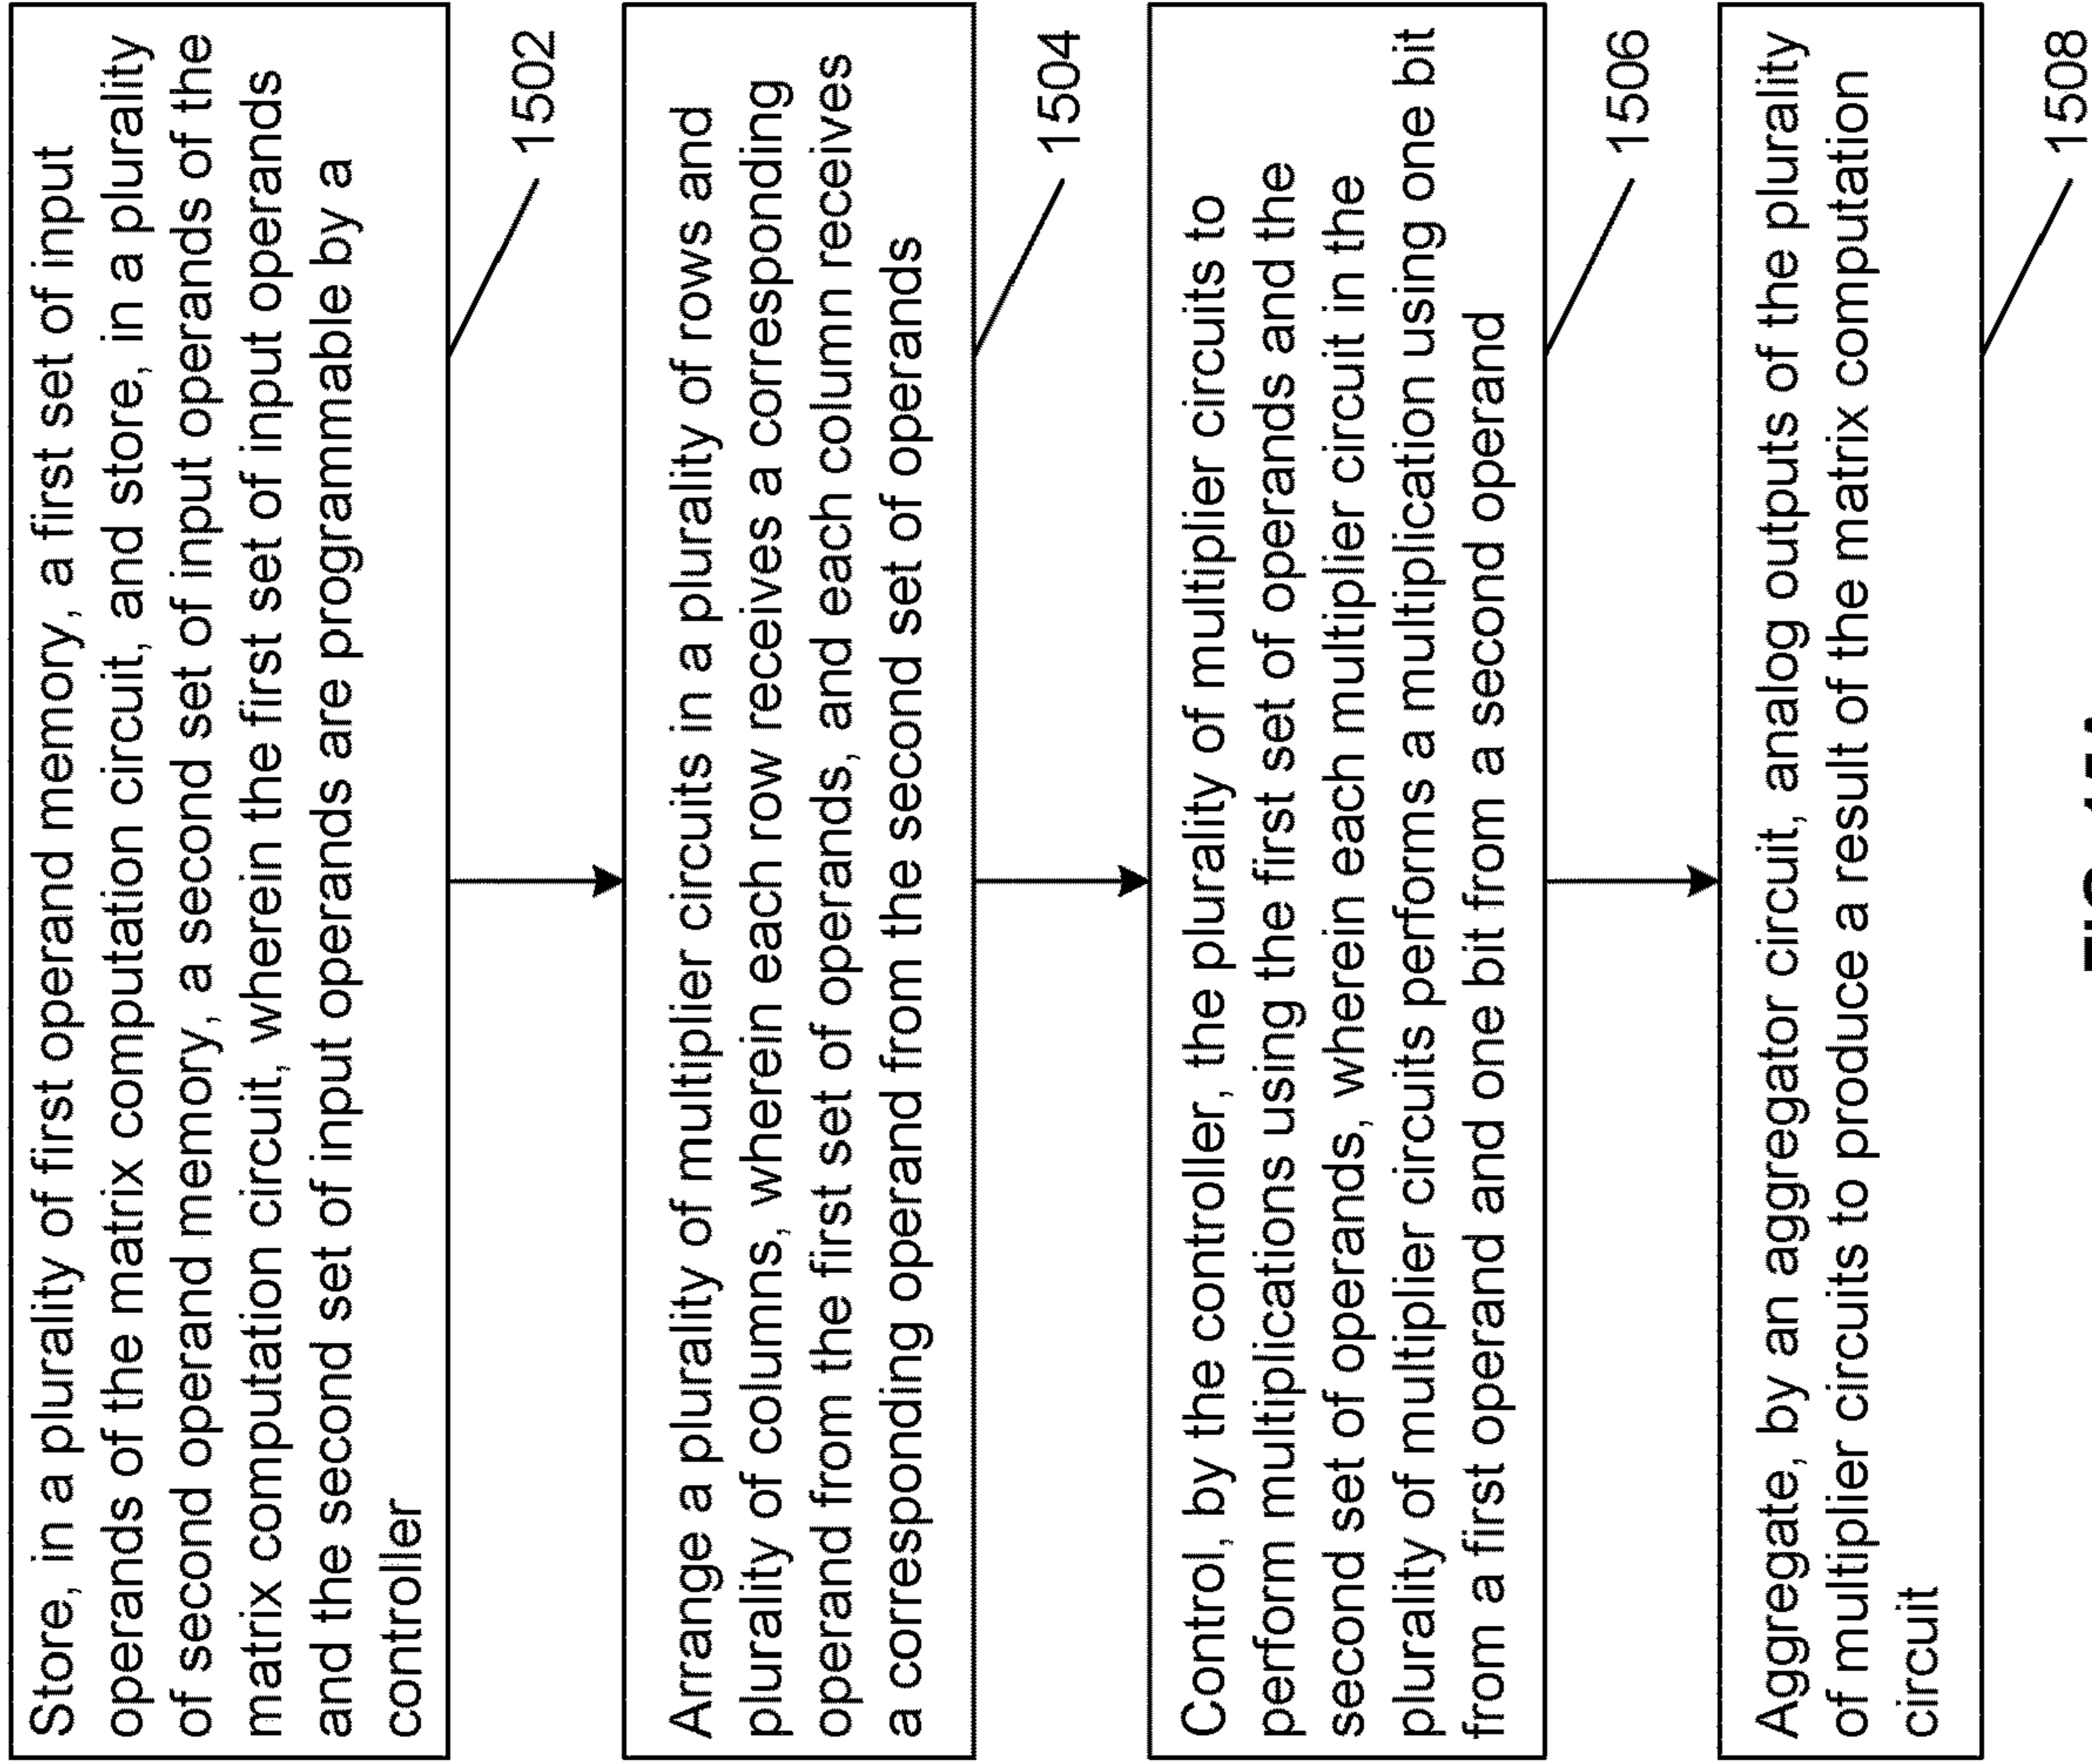 Store, in a plurality of first operand memory, a first set of input
operands of the matrix computation circuit, and store, in a plurality
of second operand memory, a second set of input operands of the
matrix computation circuit, wherein the first set of input operands
and the second set of input operands are programmable by a
controller
1502
Arrange a plurality of multiplier circuits in a plurality of rows and
plurality of columns, wherein each row receives a corresponding
operand from the first set of operands, and each column receives
a corresponding operand from the second set of operands
1504
Control, by the controller, the plurality of multiplier circuits to
perform multiplications using the first set of operands and the
second set of operands, wherein each multiplier circuit in the
plurality of multiplier circuits performs a multiplication using one bit
from a first operand and one bit from a second operand
1506
Aggregate, by an aggregator circuit, analog outputs of the plurality
of multiplier circuits to produce a result of the matrix computation
circuit
1508